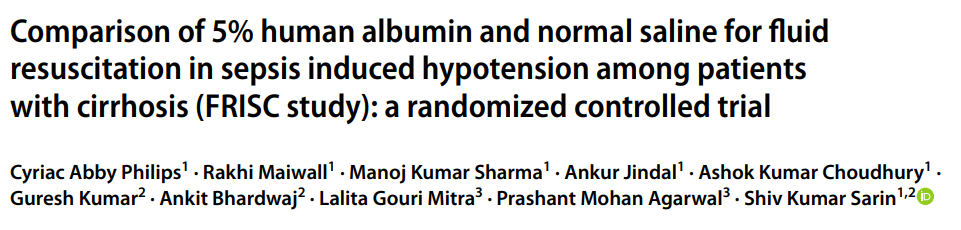 Comparison of 5% human albumin and normal saline for fluid
resuscitation in sepsis induced hypotension among patients
with cirrhosis (FRISC study): a randomized controlled trial
Cyriac Abby Philips1 · Rakhi Maiwall1 · Manoj Kumar Sharma1 · Ankur Jindal1 · Ashok Kumar Choudhury1 ·
Guresh Kumar2 · Ankit Bhardwaj2 · Lalita Gouri Mitra3 · Prashant Mohan Agarwal3 · Shiv Kumar Sarin1,2 iD